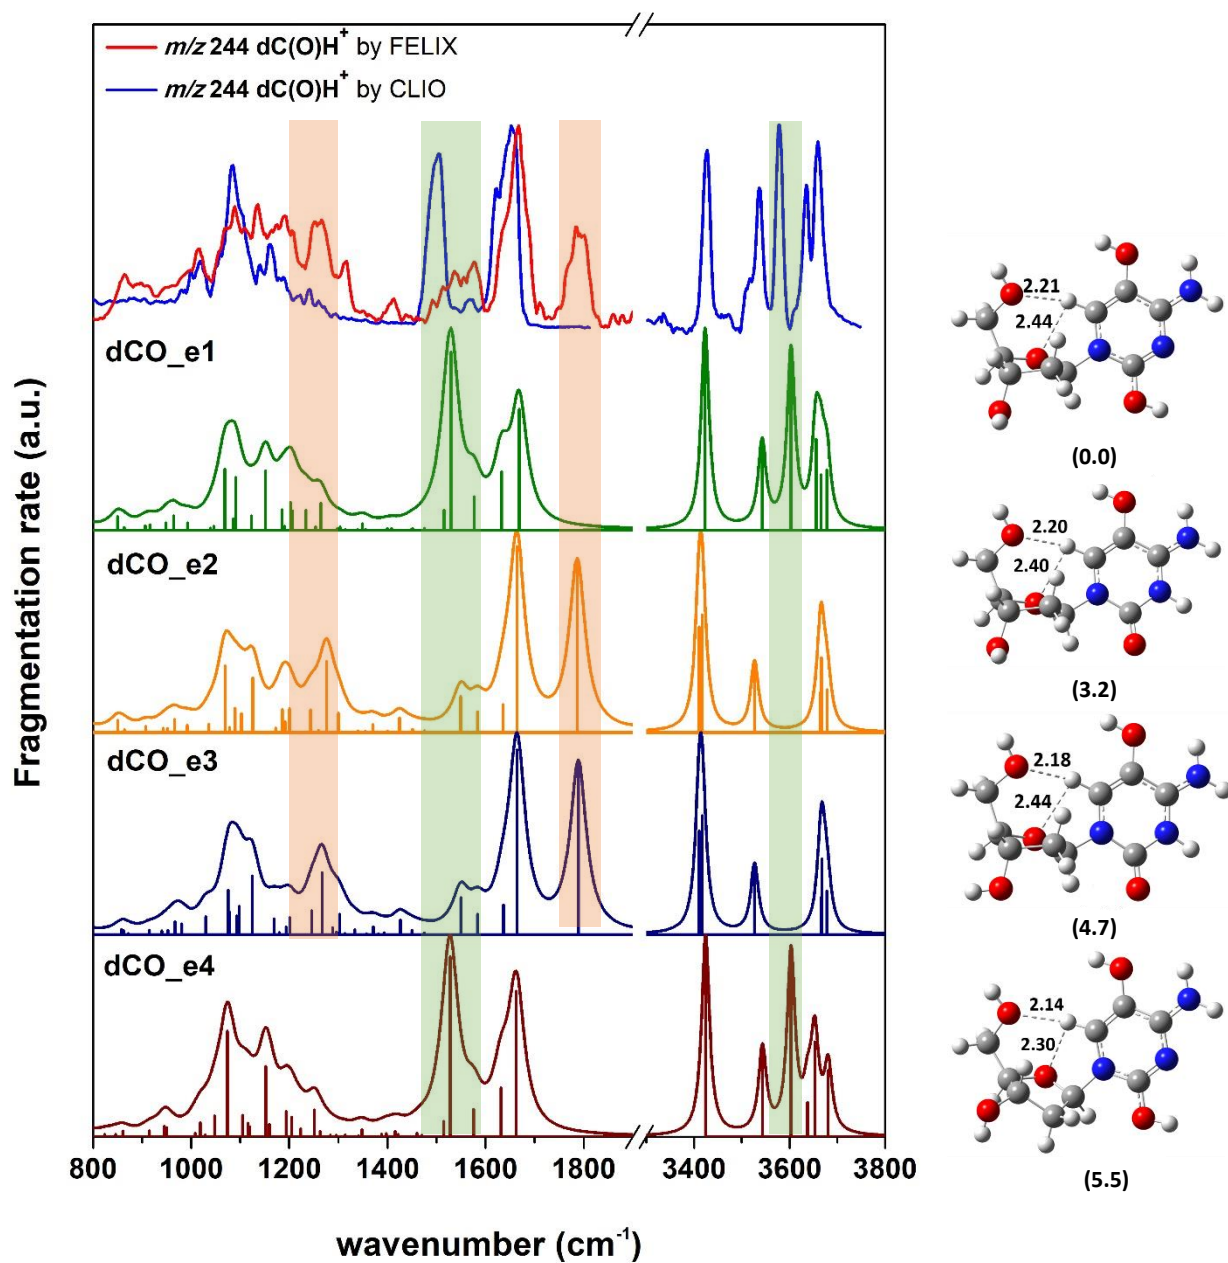 m/z 244 dC(O)H+ by FELIX
m/z 244 dC(O)H+ by CLIO
dCO_e1
dCO_e2
dCO_e3
dCO_e4
Fragmentation rate (a.u.)
800 1000 1200 1400 1600 1800 3400 3600 3800
wavenumber (cm-1)
2.21
2.44
(0.0)
2.20
2.40
(3.2)
2.18
2.44
(4.7)
2.14
2.30
(5.5)